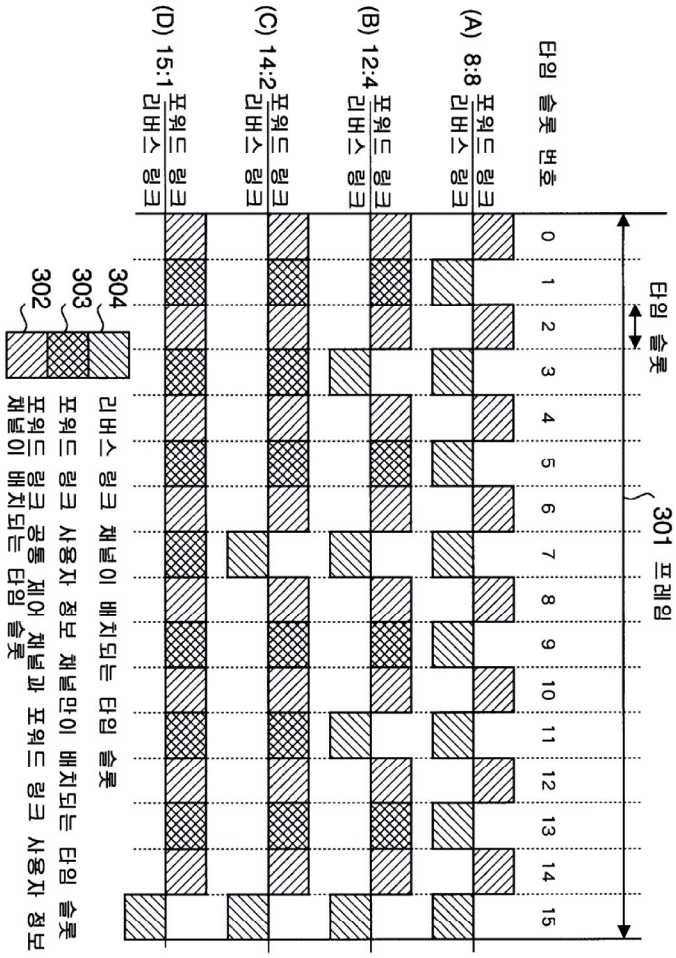 301 프레임
타임 슬롯
타임 슬롯 번호
0 1 2 3 4 5 6 7 8 9 10 11 12 13 14 15
(A) 8:8
포워드 링크
리버스 링크
(B) 12:4
포워드 링크
리버스 링크
(C) 14:2
포워드 링크
리버스 링크
(D) 15:1
포워드 링크
리버스 링크
304
리버스 링크 채널이 배치되는 타임 슬롯
303
포워드 링크 사용자 정보 채널만이 배치되는 타임 슬롯
302
포워드 링크 공통 제어 채널과 포워드 링크 사용자 정보
채널이 배치되는 타임 슬롯